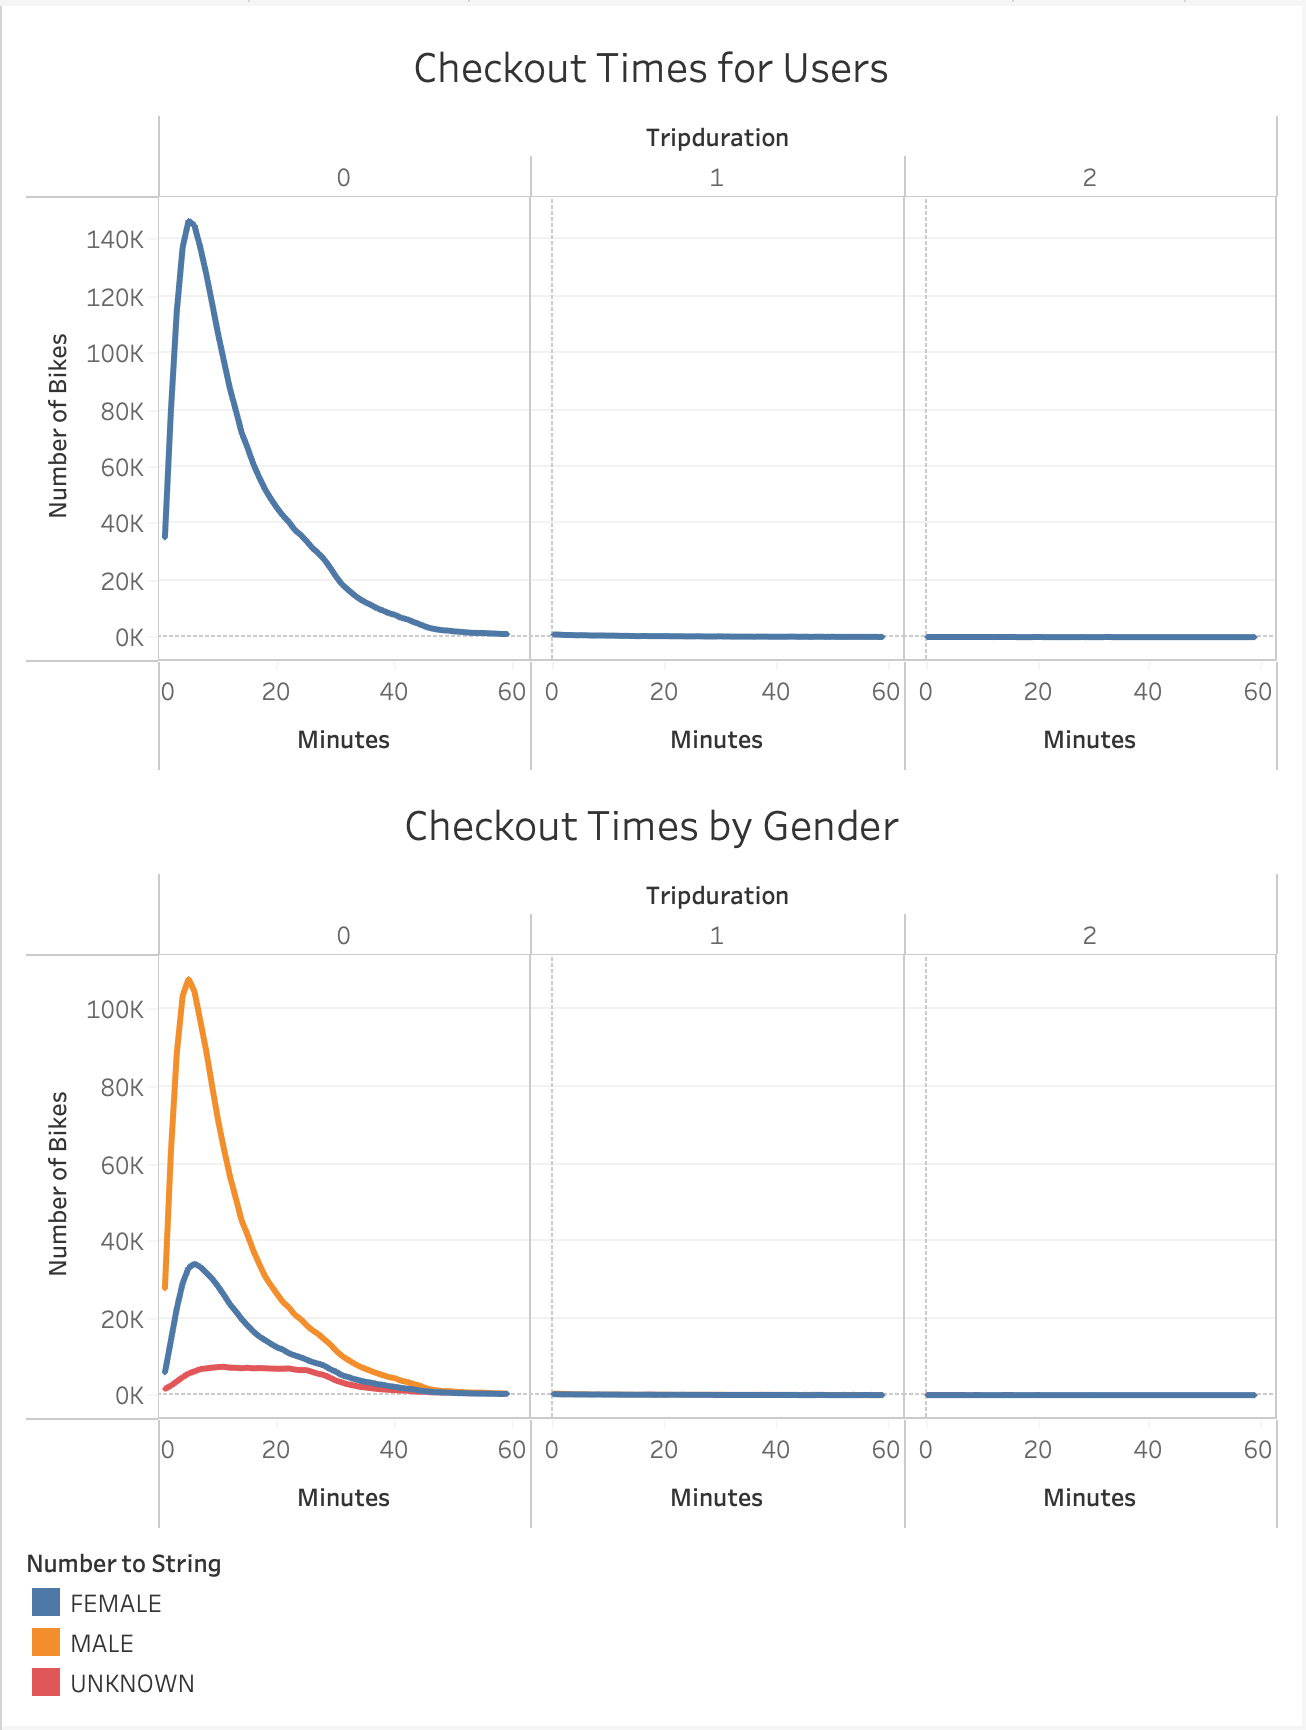 Checkout Times for Users
Tripduration
0 1 2
140K
120K
100K
80K
60K
40K
20K
0K
Number of Bikes
0 20 40 60 0 20 40 60 0 20 40 60
Minutes Minutes Minutes
Checkout Times by Gender
Tripduration
0 1 2
100K
80K
60K
40K
20K
0K
Number of Bikes
0 20 40 60 0 20 40 60 0 20 40 60
Minutes Minutes Minutes
Number to String
FEMALE
MALE
UNKNOWN